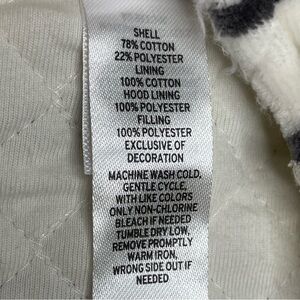 SHELL
78% COTTON
22% POLYESTER
LINING
100% COTTON
HOOD LINING
100% POLYESTER
FILLING
100% POLYESTER
EXCLUSIVE OF
DECORATION
MACHINE WASH COLD,
GENTLE CYCLE,
WITH LIKE COLORS
ONLY NON-CHLORINE
BLEACH IF NEEDED
TUMBLE DRY LOW,
REMOVE PROMPTLY
WARM IRON,
WRONG SIDE OUT IF
NEEDED